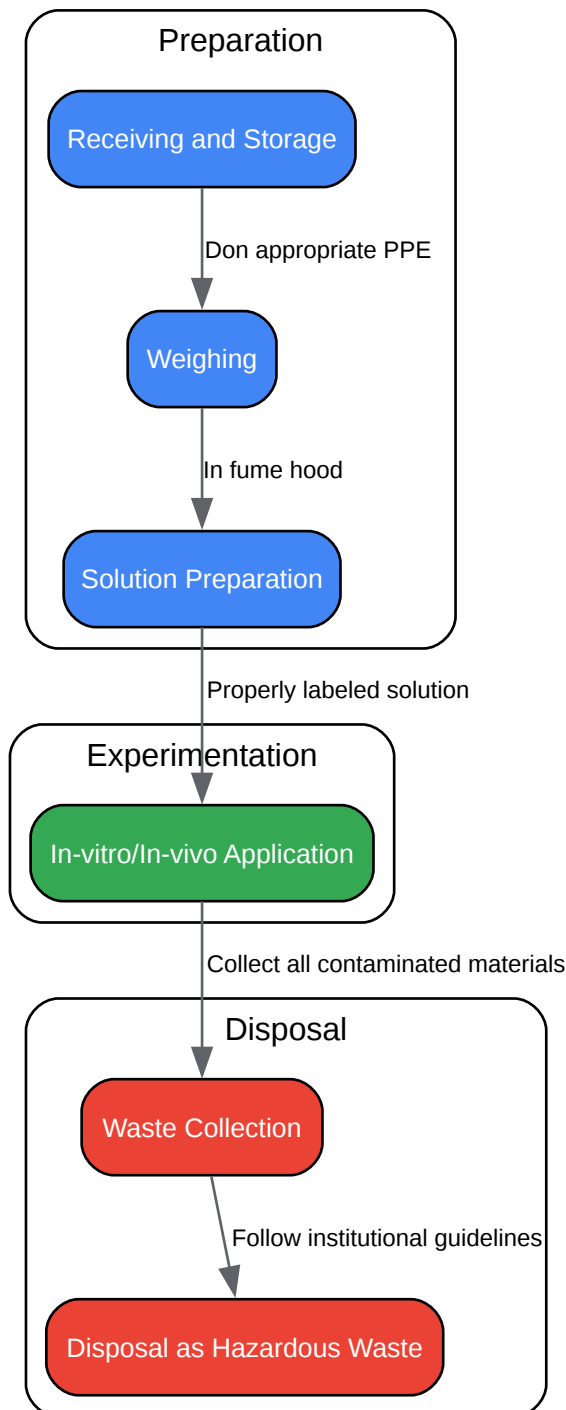 Preparation
Receiving and Storage
Don appropriate PPE
Weighing
In fume hood
Solution Preparation
Properly labeled solution
Experimentation
In-vitro/In-vivo Application
Collect all contaminated materials
Disposal
Waste Collection
Follow institutional guidelines
Disposal as Hazardous Waste